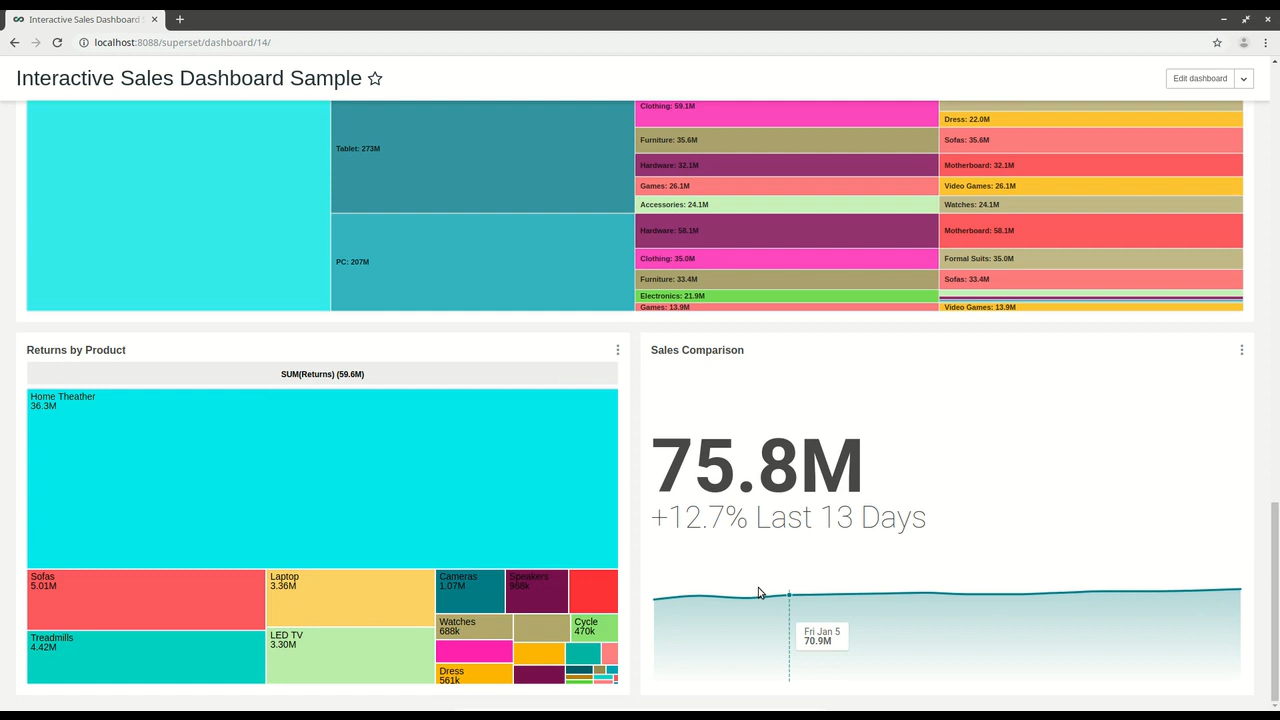 Interactive Sales Dashboard S
localhost:8088/superset/dashboard/14/
Interactive Sales Dashboard Sample
Edit dashboard
Clothing: 59.1M
Dress: 22.0M
Tablet: 273M
Furniture: 35.6M
Sofas: 35.6M
Hardware: 32.1M
Motherboard: 32.1M
Games: 26.1M
Video Games: 26.1M
Accessories: 24.1M
Watches: 24.1M
Hardware: 58.1M
Motherboard: 58.1M
PC: 207M
Clothing: 35.0M
Formal Suits: 35.0M
Furniture: 33.4M
Sofas: 33.4M
Electronics: 21.9M
Games: 13.9M
Video Games: 13.9M
Returns by Product
SUM(Returns) (59.6M)
Home Theather
36.3M
Sofas
5.01M
Laptop
3.36M
Cameras
1.07M
Speakers
968k
Watches
688k
Cycle
470k
Treadmills
4.42M
LED TV
3.30M
Dress
561k
Sales Comparison
75.8M
+12.7% Last 13 Days
Fri Jan 5
70.9M